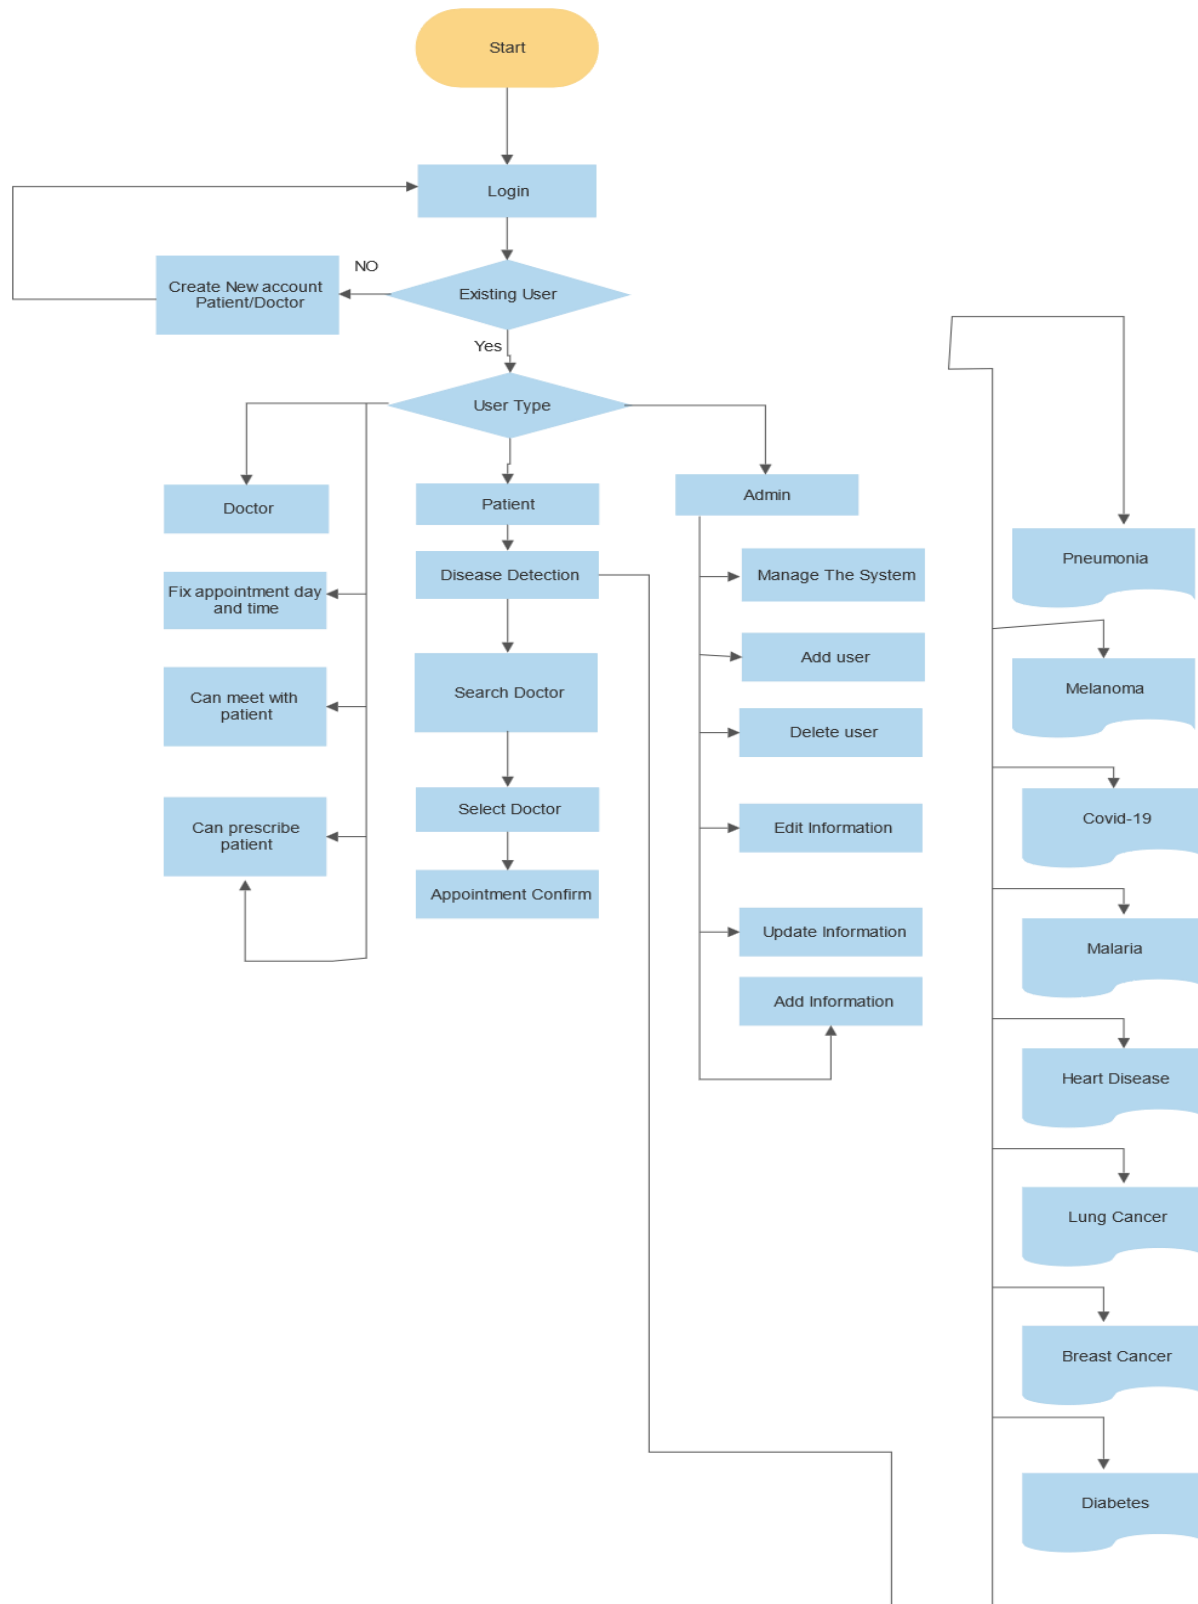 Start
Login
NO
Create New account
Patient/Doctor
Existing User
Yes
User Type
Doctor
Fix appointment day
and time
Can meet with
patient
Can prescribe
patient
Patient
Disease Detection
Search Doctor
Select Doctor
Appointment Confirm
Admin
Manage The System
Add user
Delete user
Edit Information
Update Information
Add Information
Pneumonia
Melanoma
Covid-19
Malaria
Heart Disease
Lung Cancer
Breast Cancer
Diabetes